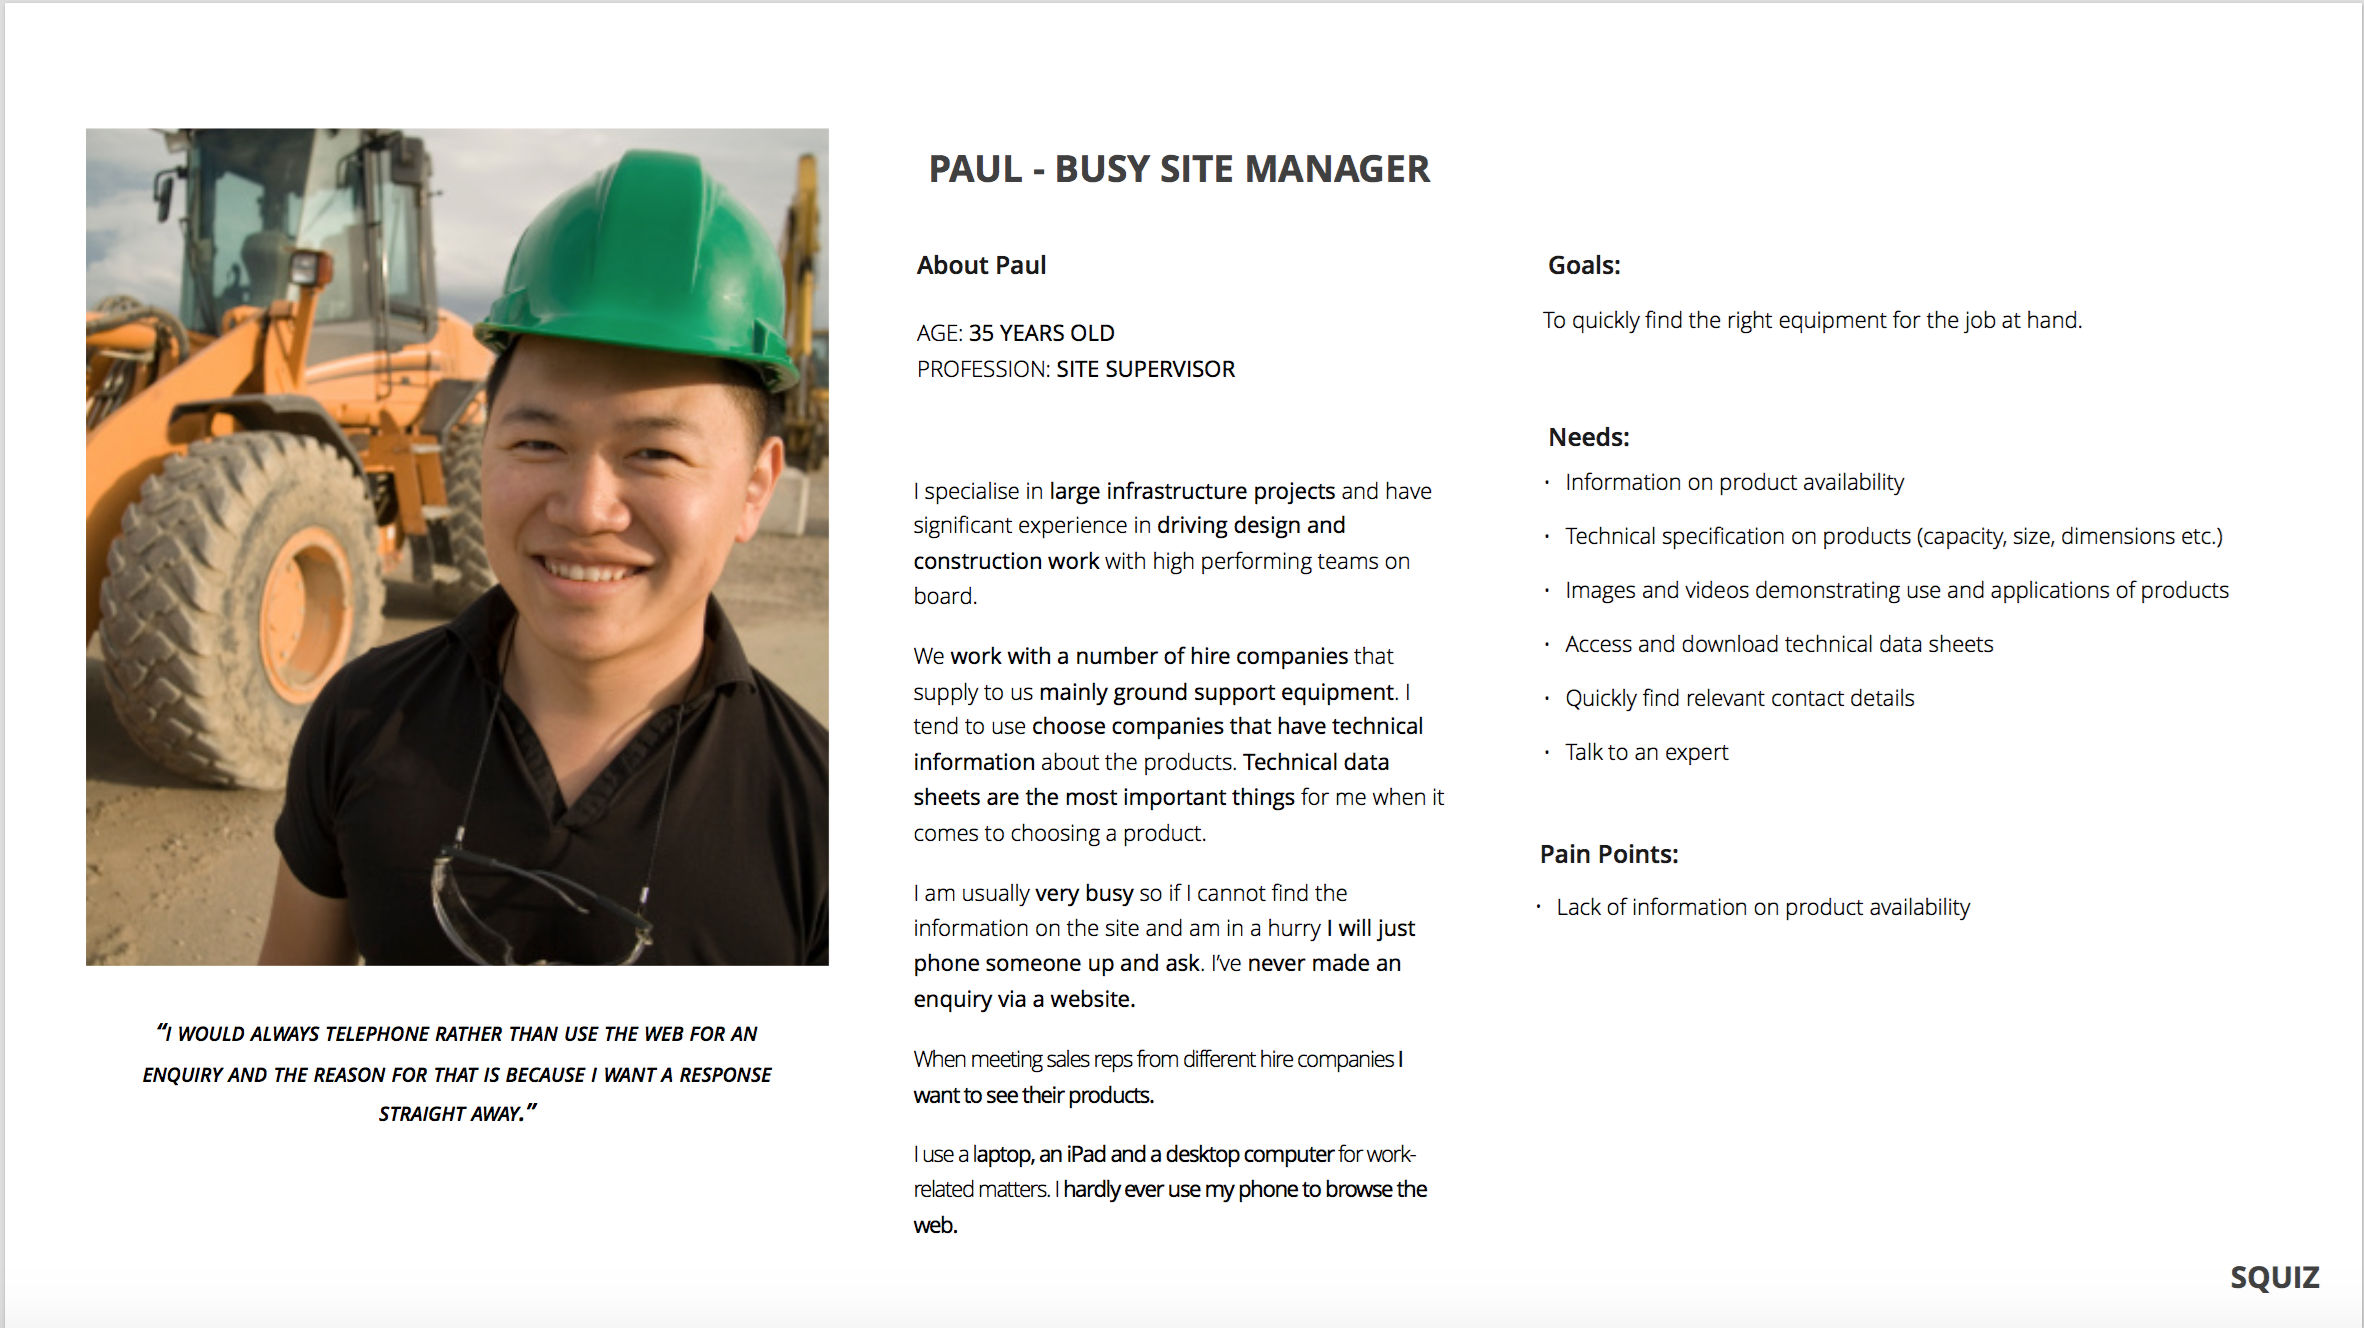 PAUL - BUSY SITE MANAGER
About Paul
AGE: 35 YEARS OLD
PROFESSION: SITE SUPERVISOR
I specialise in large infrastructure projects and have
significant experience in driving design and
construction work with high performing teams on
board.
We work with a number of hire companies that
supply to us mainly ground support equipment. I
tend to use choose companies that have technical
information about the products. Technical data
sheets are the most important things for me when it
comes to choosing a product.
I am usually very busy so if I cannot find the
information on the site and am in a hurry I will just
phone someone up and ask. I've never made an
enquiry via a website.
When meeting sales reps from different hire companies I
want to see their products.
I use a laptop, an iPad and a desktop computer for work-
related matters. I hardly ever use my phone to browse the
web.
Goals:
To quickly find the right equipment for the job at hand.
Needs:
· Information on product availability
· Technical specification on products (capacity, size, dimensions etc.)
· Images and videos demonstrating use and applications of products
· Access and download technical data sheets
· Quickly find relevant contact details
· Talk to an expert
Pain Points:
· Lack of information on product availability
“I WOULD ALWAYS TELEPHONE RATHER THAN USE THE WEB FOR AN
ENQUIRY AND THE REASON FOR THAT IS BECAUSE I WANT A RESPONSE
STRAIGHT AWAY.”
SQUIZ